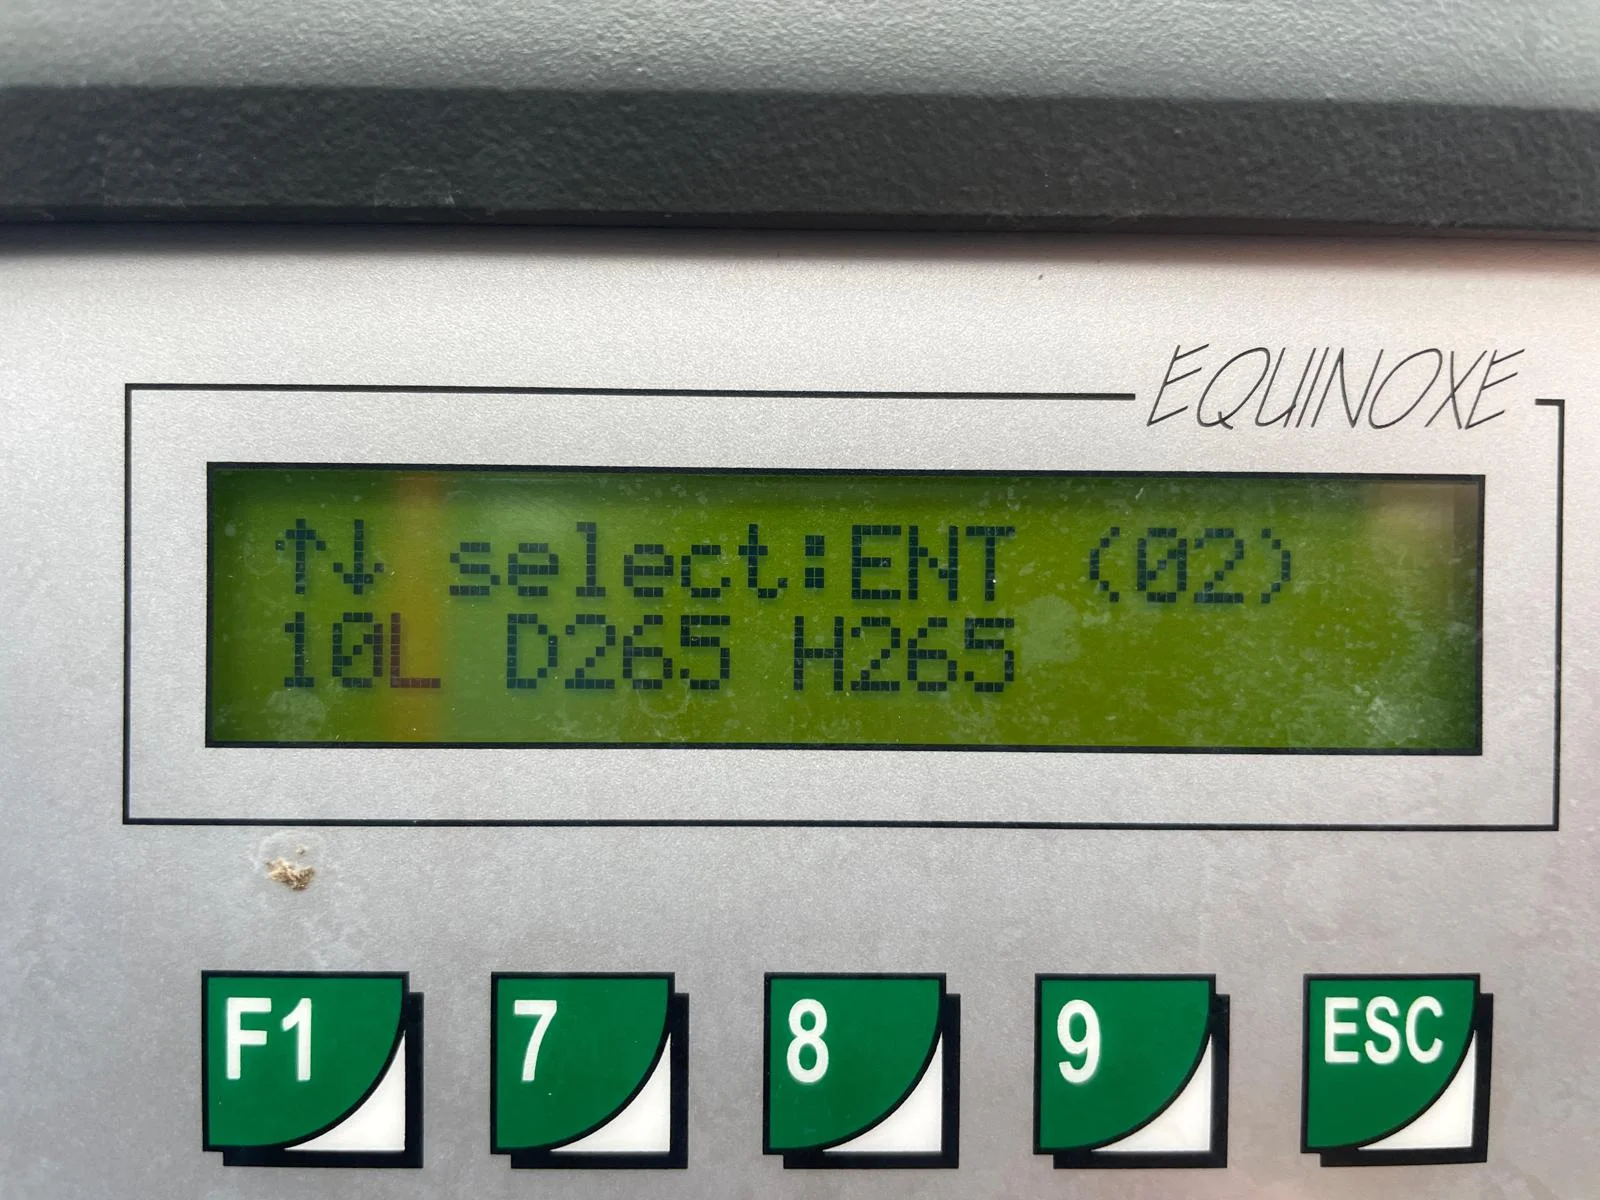 EQUINOXE
↑↓ select:ENT (02)
10L D265 H265
F1 7 8 9 ESC